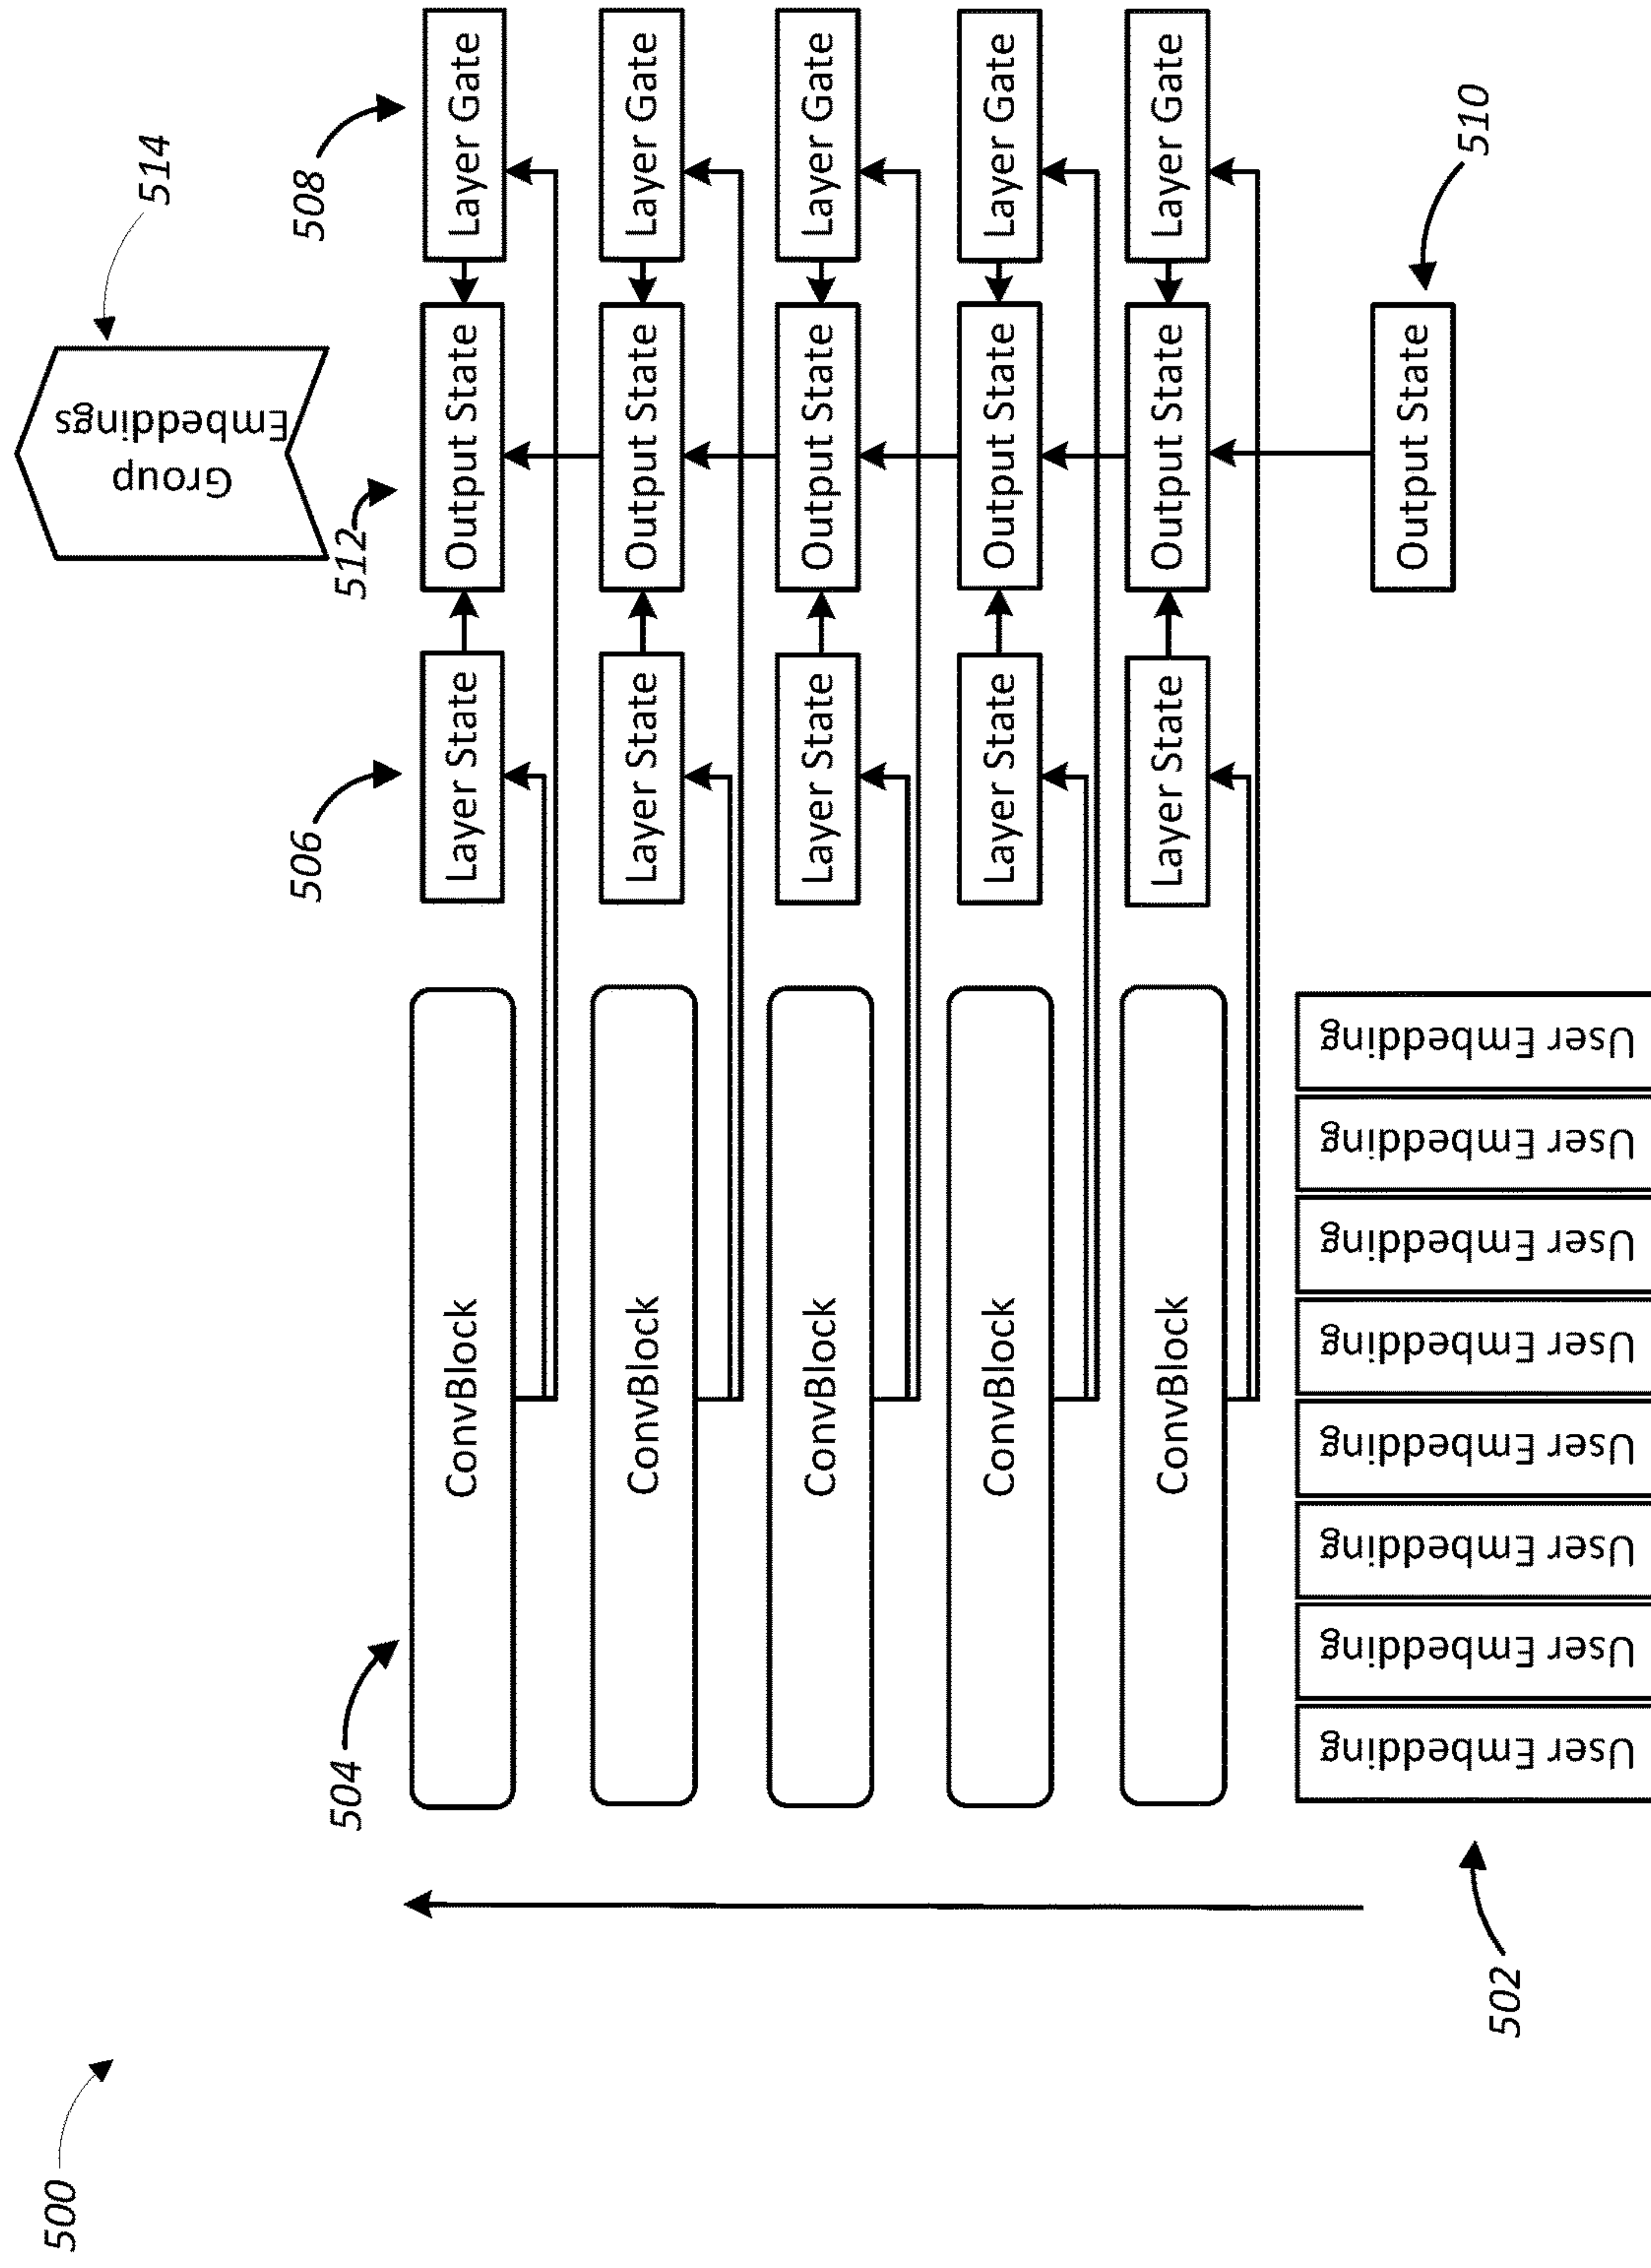 500
514
Group
Embeddings
508
512
506
504
Layer Gate
Output State
Layer State
ConvBlock
Layer Gate
Output State
Layer State
ConvBlock
Layer Gate
Output State
Layer State
ConvBlock
Layer Gate
Output State
Layer State
ConvBlock
Layer Gate
Output State
Layer State
ConvBlock
510
Output State
User Embedding
User Embedding
User Embedding
User Embedding
User Embedding
User Embedding
User Embedding
User Embedding
502